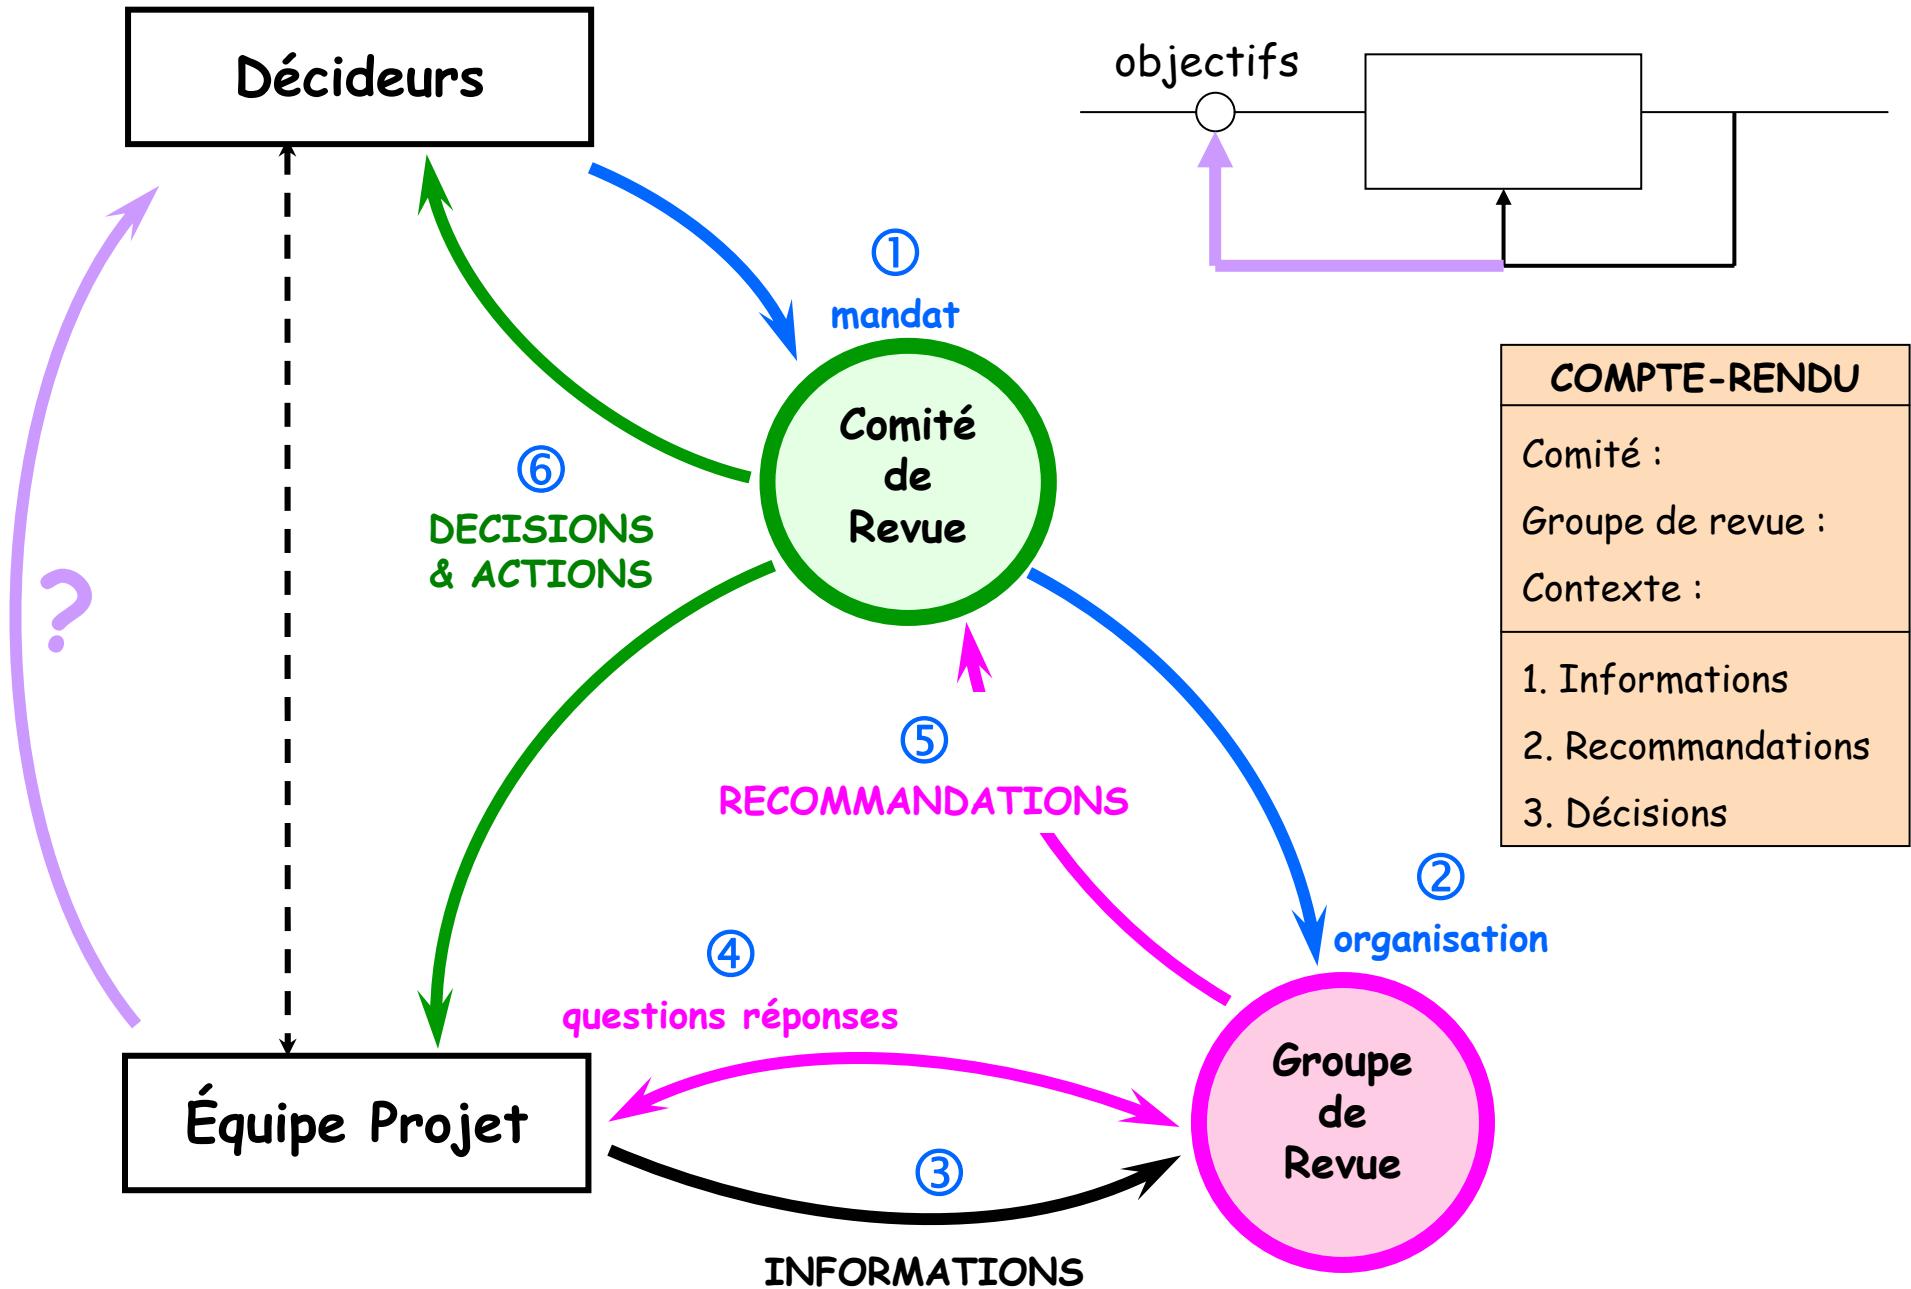 Décideurs
objectifs
①
mandat
COMPTE-RENDU
Comité :
Groupe de revue :
Contexte :
1. Informations
2. Recommandations
3. Décisions
Comité
de
Revue
⑥
DECISIONS
& ACTIONS
?
⑤
RECOMMANDATIONS
②
organisation
④
questions réponses
Groupe
de
Revue
Équipe Projet
③
INFORMATIONS